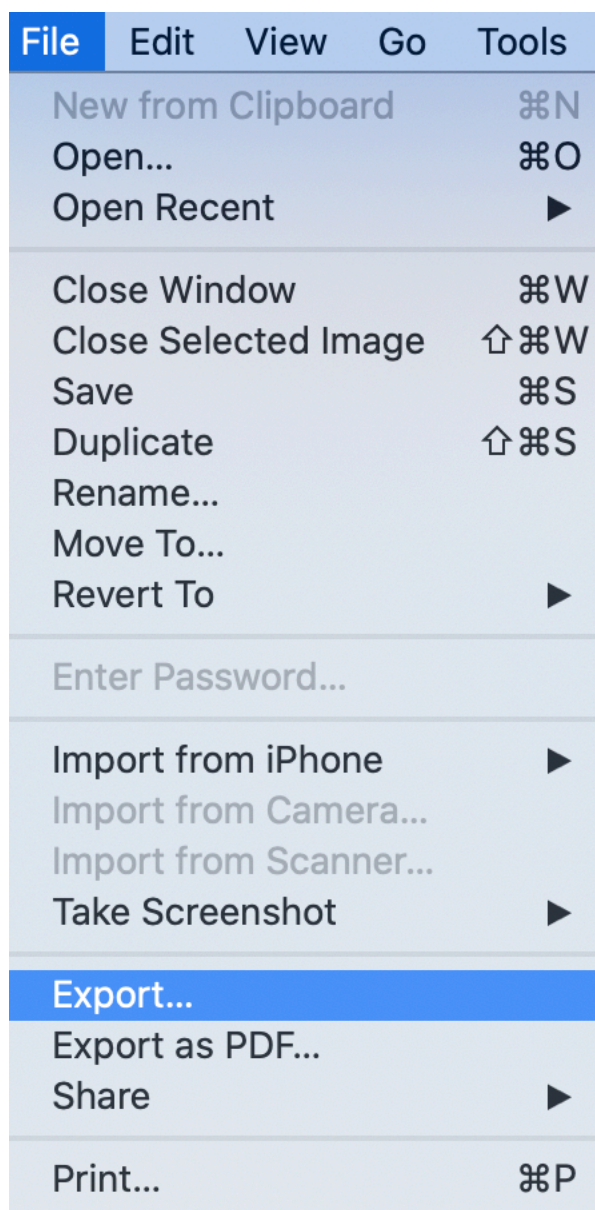 File Edit View Go Tools
New from Clipboard ⌘N
Open... ⌘O
Open Recent ▶
Close Window ⌘W
Close Selected Image ⇧⌘W
Save ⌘S
Duplicate ⇧⌘S
Rename...
Move To...
Revert To ▶
Enter Password...
Import from iPhone ▶
Import from Camera...
Import from Scanner...
Take Screenshot ▶
Export...
Export as PDF...
Share ▶
Print... ⌘P